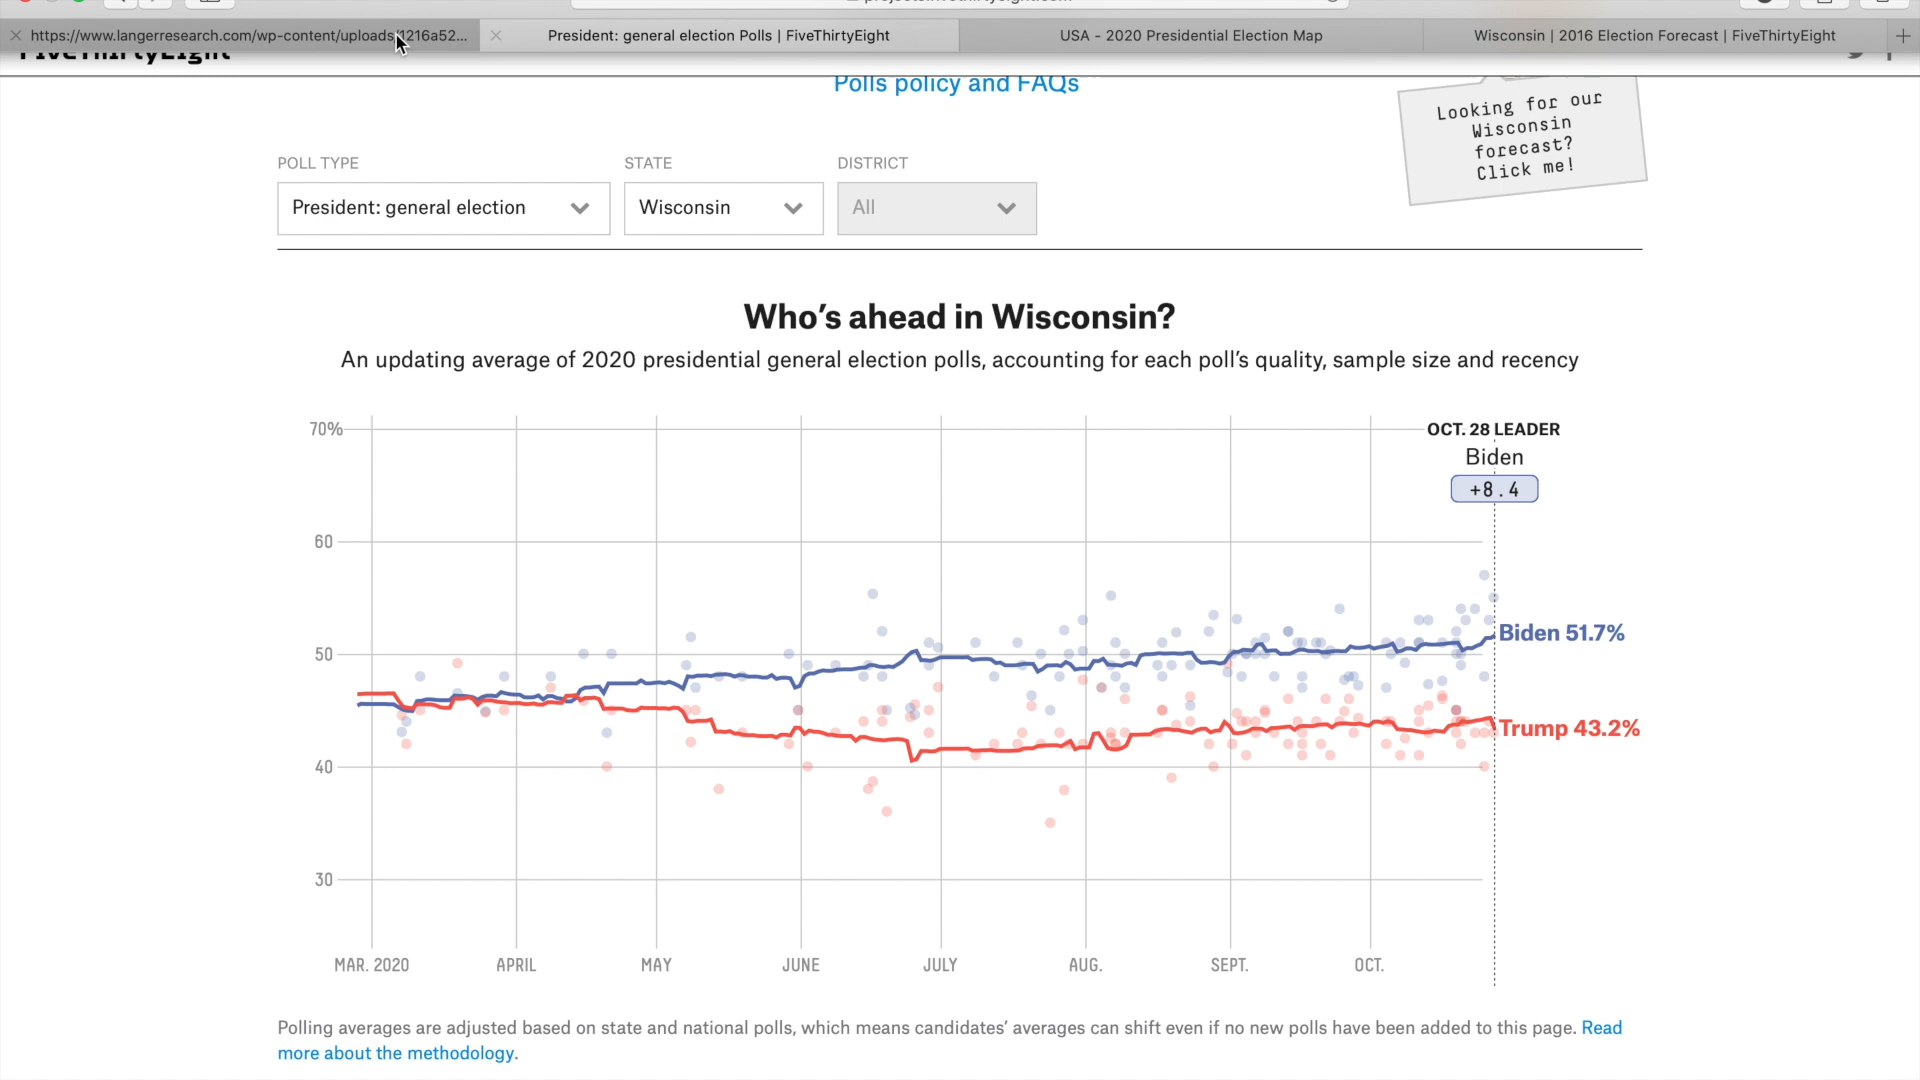 https://www.langerresearch.com/wp-content/uploads/1216a52...
President: general election Polls | FiveThirtyEight
USA - 2020 Presidential Election Map
Wisconsin | 2016 Election Forecast | FiveThirtyEight
FiveThirtyEight
Polls policy and FAQs
Looking for our
Wisconsin
forecast?
Click me!
POLL TYPE
STATE
DISTRICT
President: general election
Wisconsin
All
Who's ahead in Wisconsin?
An updating average of 2020 presidential general election polls, accounting for each poll's quality, sample size and recency
70%
OCT. 28 LEADER
Biden
+8.4
60
Biden 51.7%
50
Trump 43.2%
40
30
MAR. 2020
APRIL
MAY
JUNE
JULY
AUG.
SEPT.
OCT.
Polling averages are adjusted based on state and national polls, which means candidates' averages can shift even if no new polls have been added to this page. Read
more about the methodology.